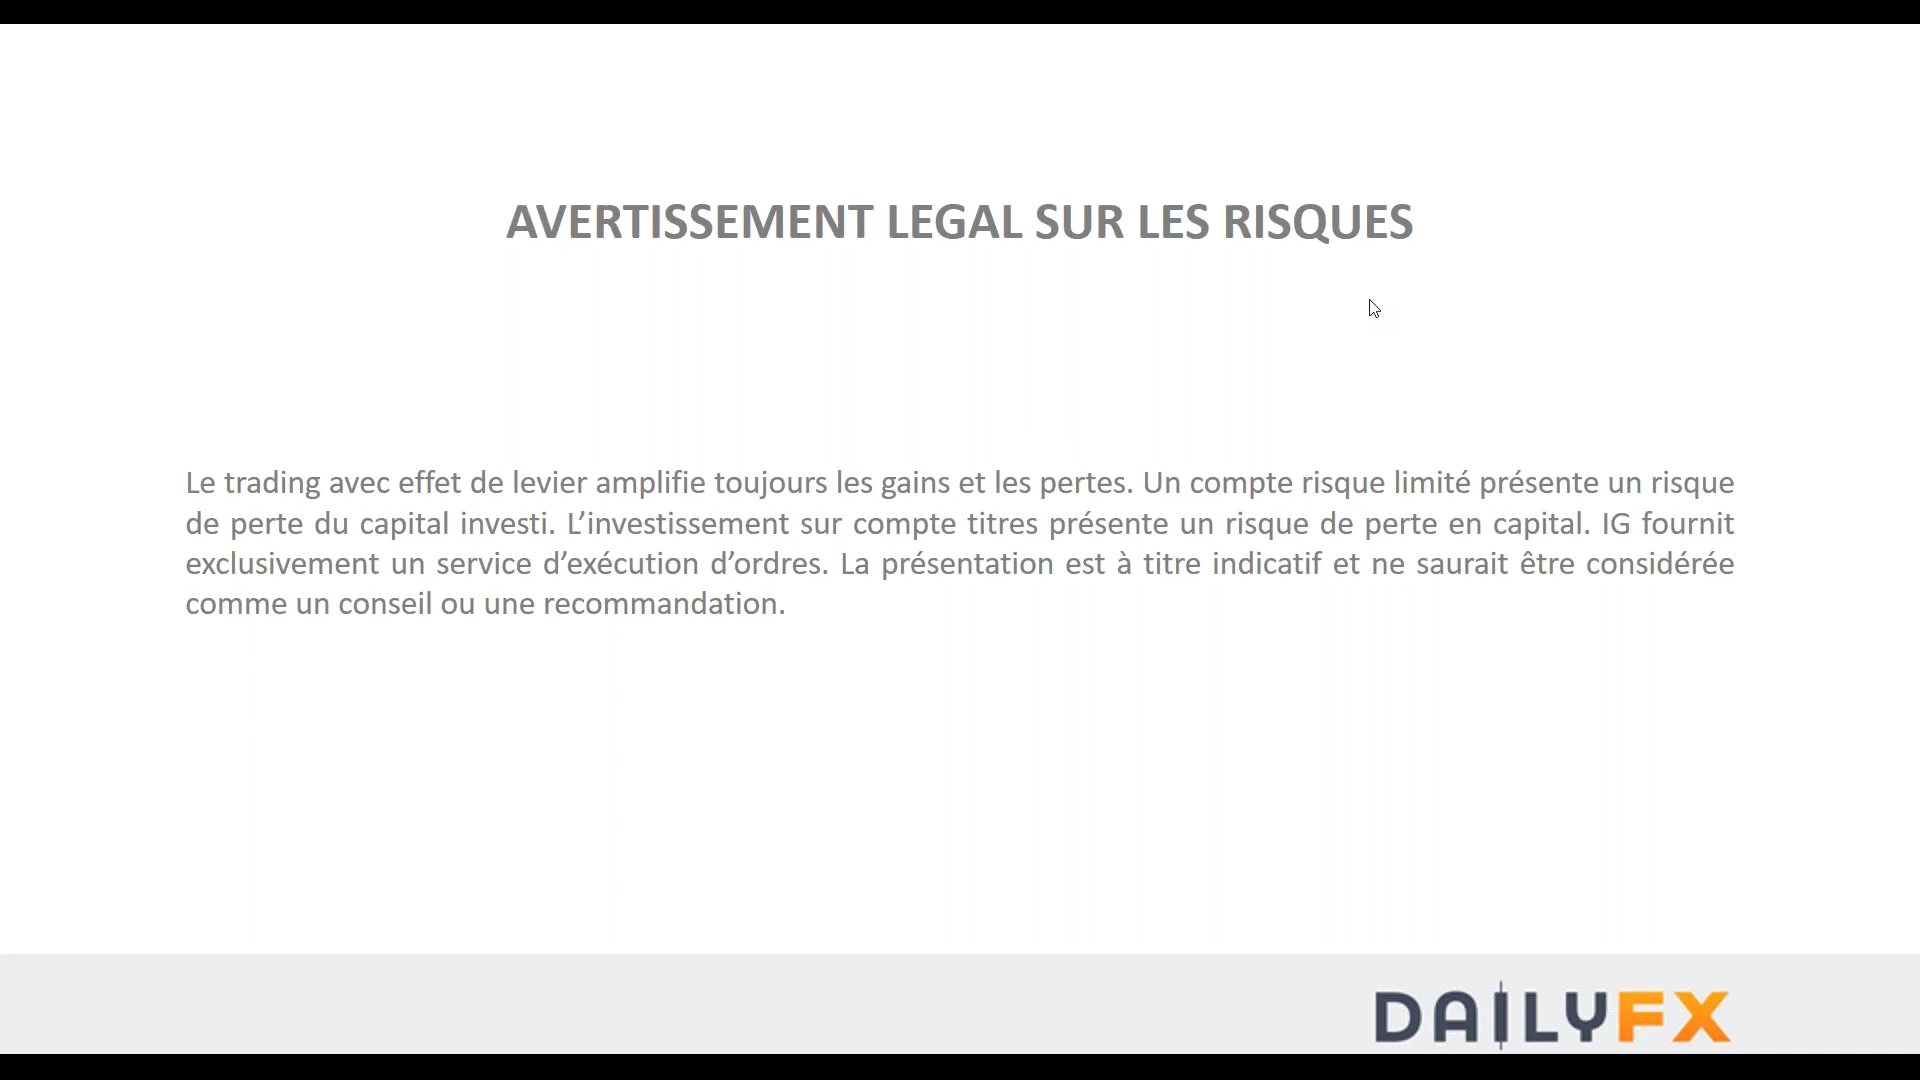 AVERTISSEMENT LEGAL SUR LES RISQUES
Le trading avec effet de levier amplifie toujours les gains et les pertes. Un compte risque limité présente un risque
de perte du capital investi. L’investissement sur compte titres présente un risque de perte en capital. IG fournit
exclusivement un service d’exécution d’ordres. La présentation est à titre indicatif et ne saurait être considérée
comme un conseil ou une recommandation.
DAILYFX